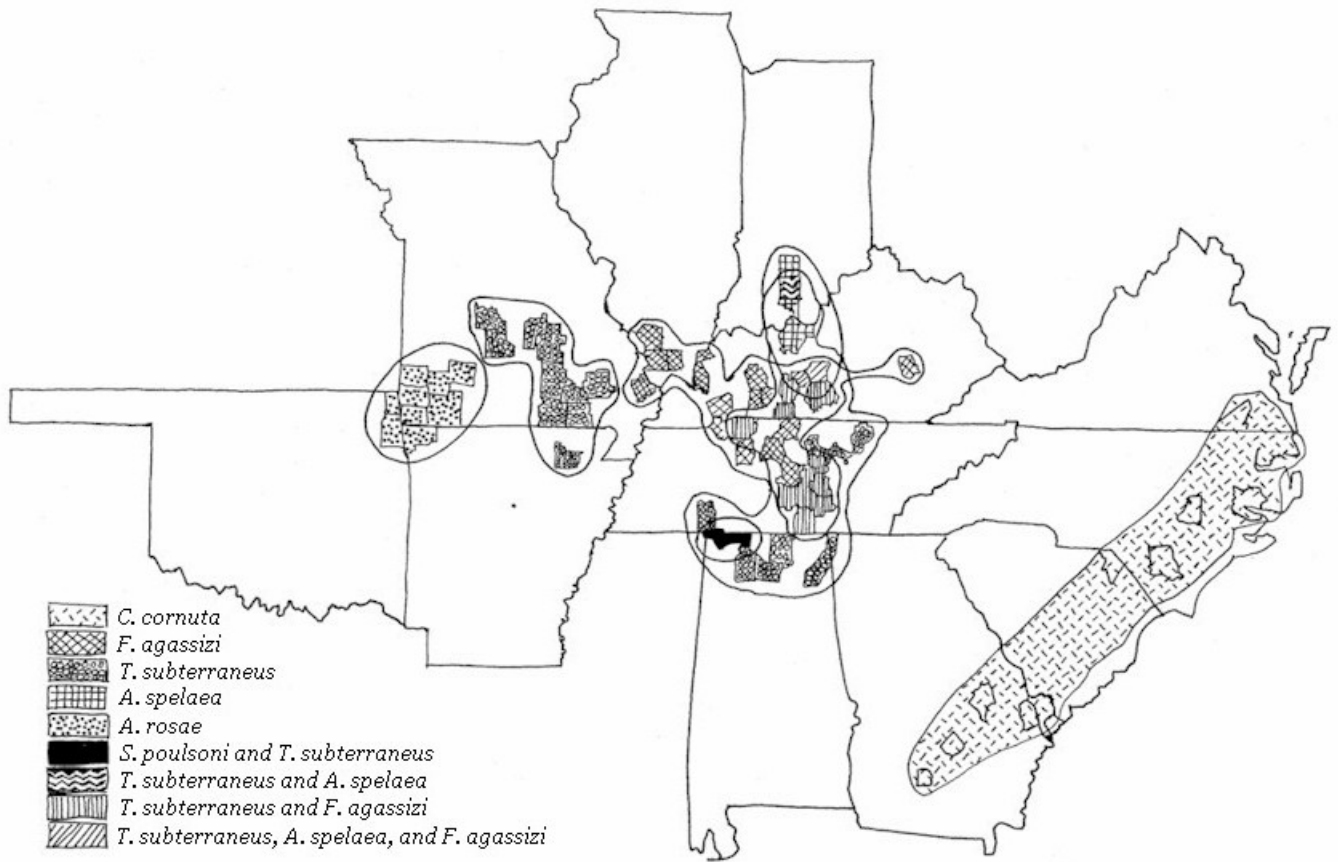 C. cornuta
F. agassizi
T. subterraneus
A. spelaea
A. rosae
S. poulsoni and T. subterraneus
T. subterraneus and A. spelaea
T. subterraneus and F. agassizi
T. subterraneus, A. spelaea, and F. agassizi